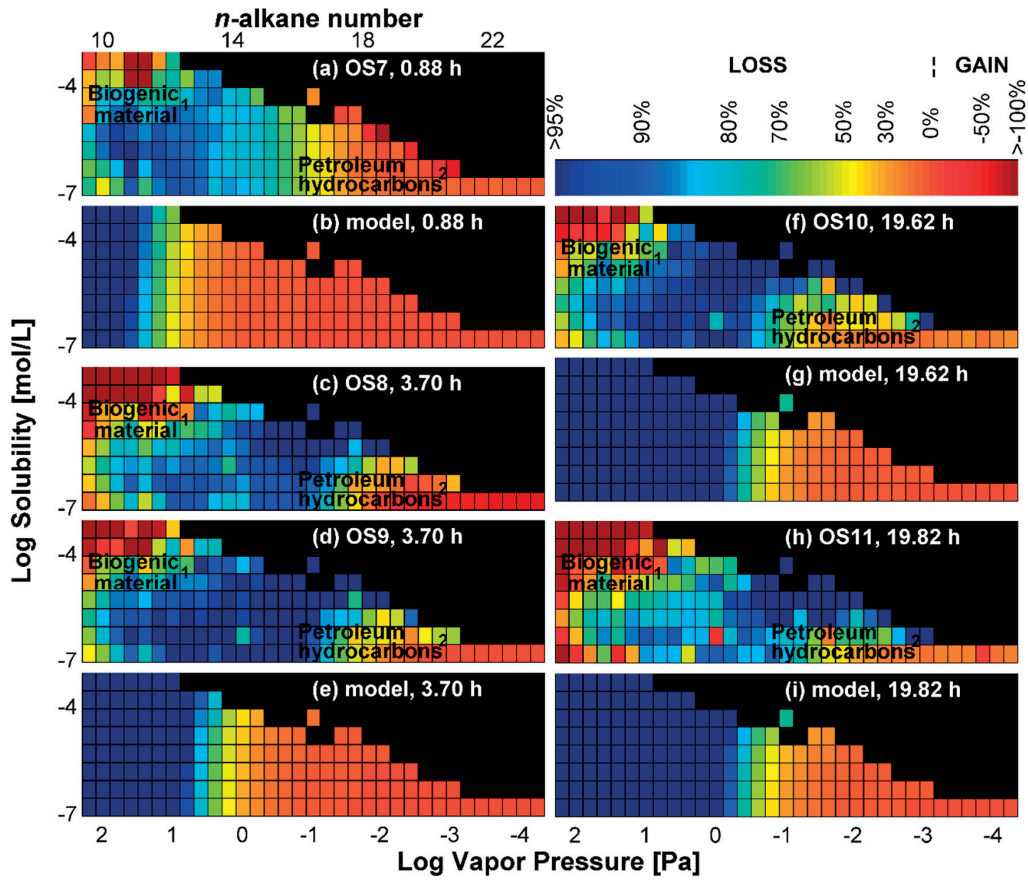 n-alkane number
10 14 18 22
LOSS ¦ GAIN
>95% 90% 80% 70% 50% 30% 0% -50% >-100%
Log Solubility [mol/L]
(a) OS7, 0.88 h
-4
Biogenic 1
material
Petroleum
hydrocarbons 2
-7
(b) model, 0.88 h
-4
-7
(c) OS8, 3.70 h
-4
Biogenic 1
material
Petroleum
hydrocarbons 2
-7
(d) OS9, 3.70 h
-4
Biogenic 1
material
Petroleum
hydrocarbons 2
-7
(e) model, 3.70 h
-4
-7
2 1 0 -1 -2 -3 -4
(f) OS10, 19.62 h
Biogenic 1
material
Petroleum
hydrocarbons 2
(g) model, 19.62 h
(h) OS11, 19.82 h
Biogenic 1
material
Petroleum
hydrocarbons 2
(i) model, 19.82 h
2 1 0 -1 -2 -3 -4
Log Vapor Pressure [Pa]